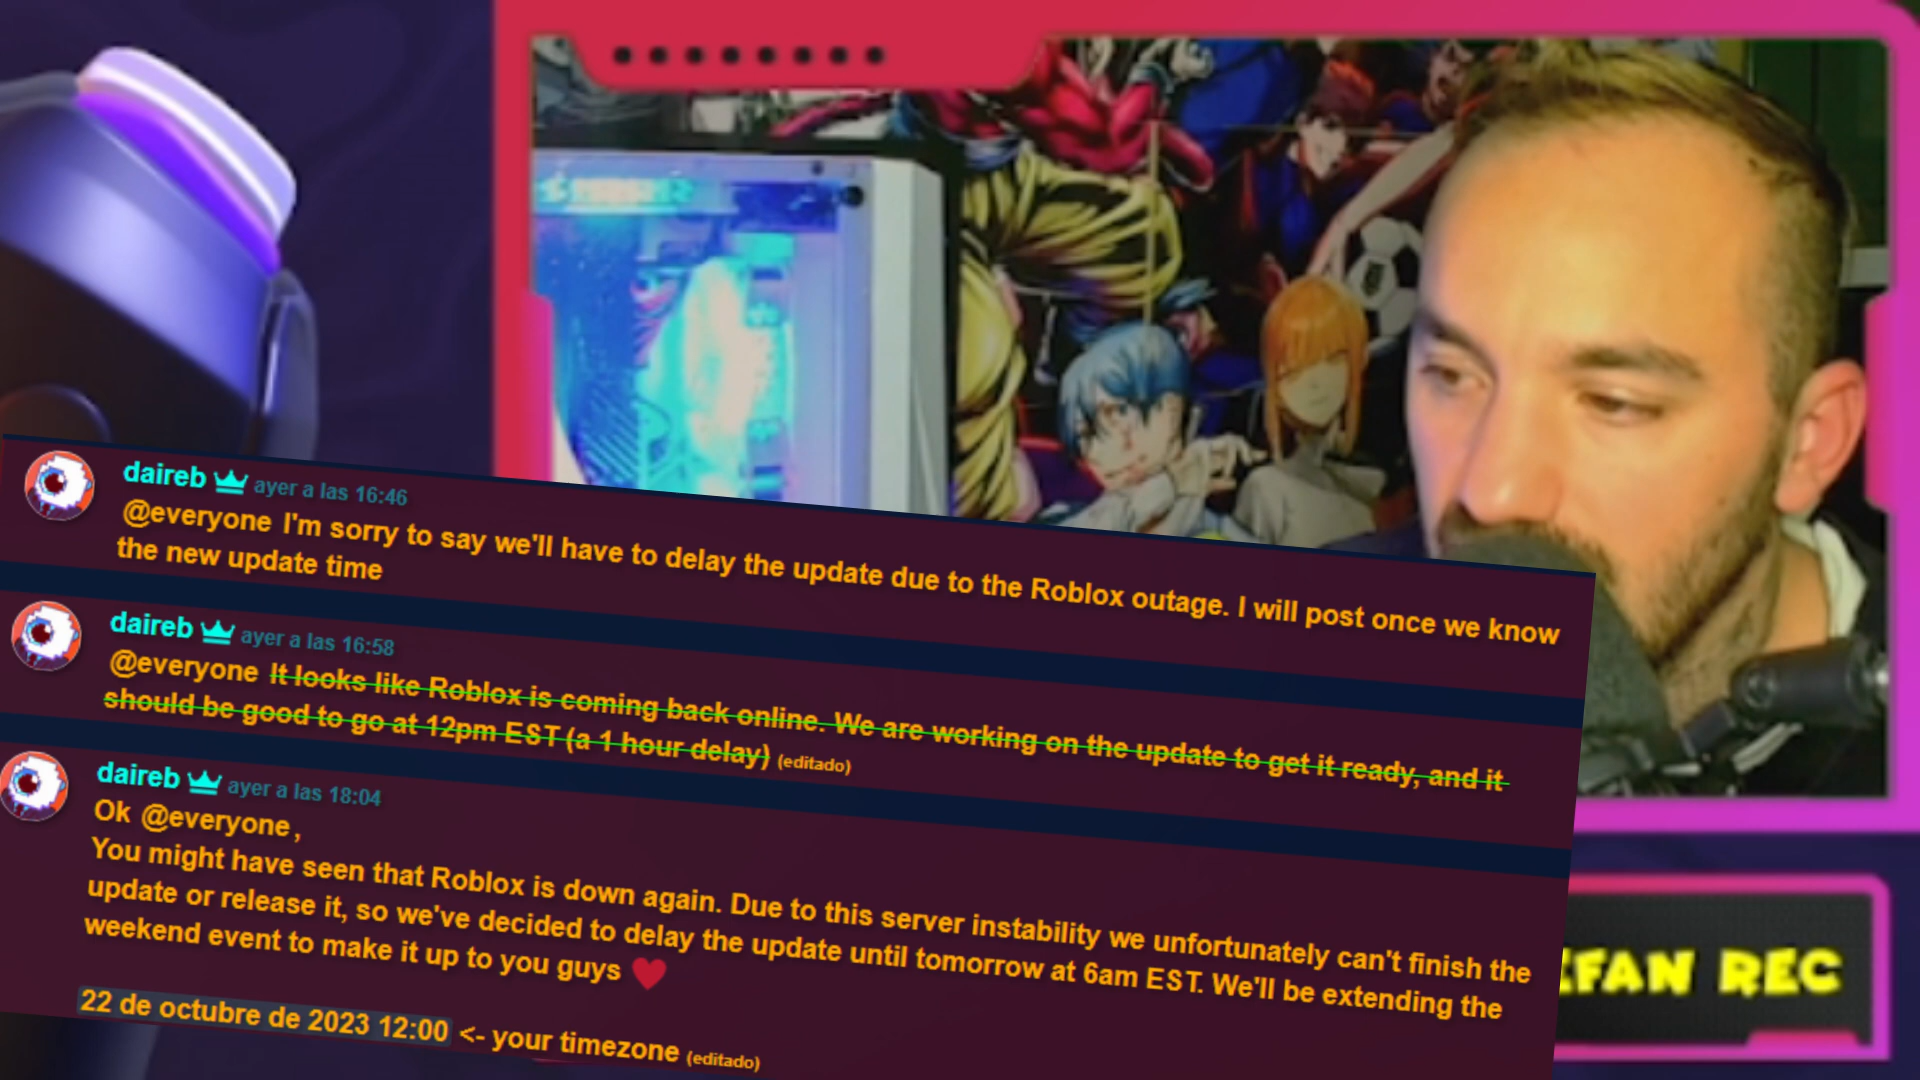 daireb ayer a las 16:46
@everyone I'm sorry to say we'll have to delay the update due to the Roblox outage. I will post once we know
the new update time
daireb ayer a las 16:58
@everyone It looks like Roblox is coming back online. We are working on the update to get it ready, and it
should be good to go at 12pm EST (a 1 hour delay) (editado)
daireb ayer a las 18:04
Ok @everyone,
You might have seen that Roblox is down again. Due to this server instability we unfortunately can't finish the
update or release it, so we've decided to delay the update until tomorrow at 6am EST. We'll be extending the
weekend event to make it up to you guys ❤
22 de octubre de 2023 12:00 <- your timezone (editado)
EFAN REC